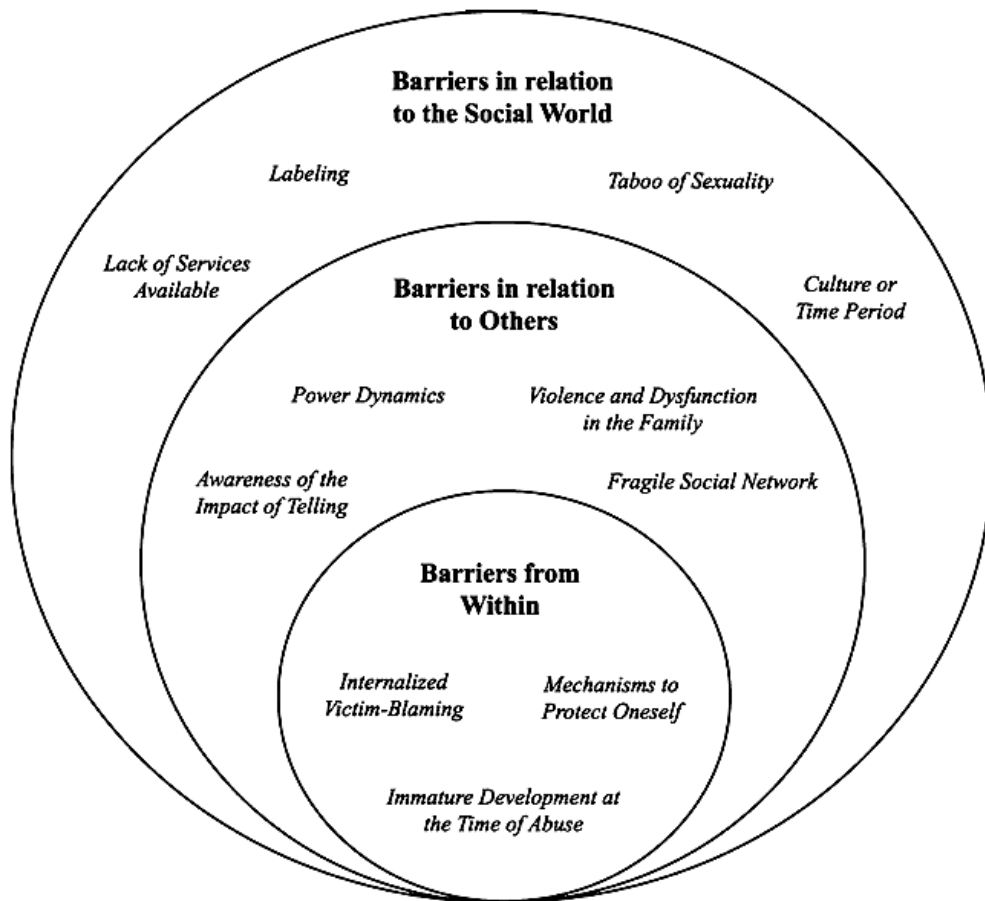 Barriers in relation
to the Social World
Labeling
Taboo of Sexuality
Lack of Services
Available
Culture or
Time Period
Barriers in relation
to Others
Power Dynamics
Violence and Dysfunction
in the Family
Awareness of the
Impact of Telling
Fragile Social Network
Barriers from
Within
Internalized
Victim-Blaming
Mechanisms to
Protect Oneself
Immature Development at
the Time of Abuse